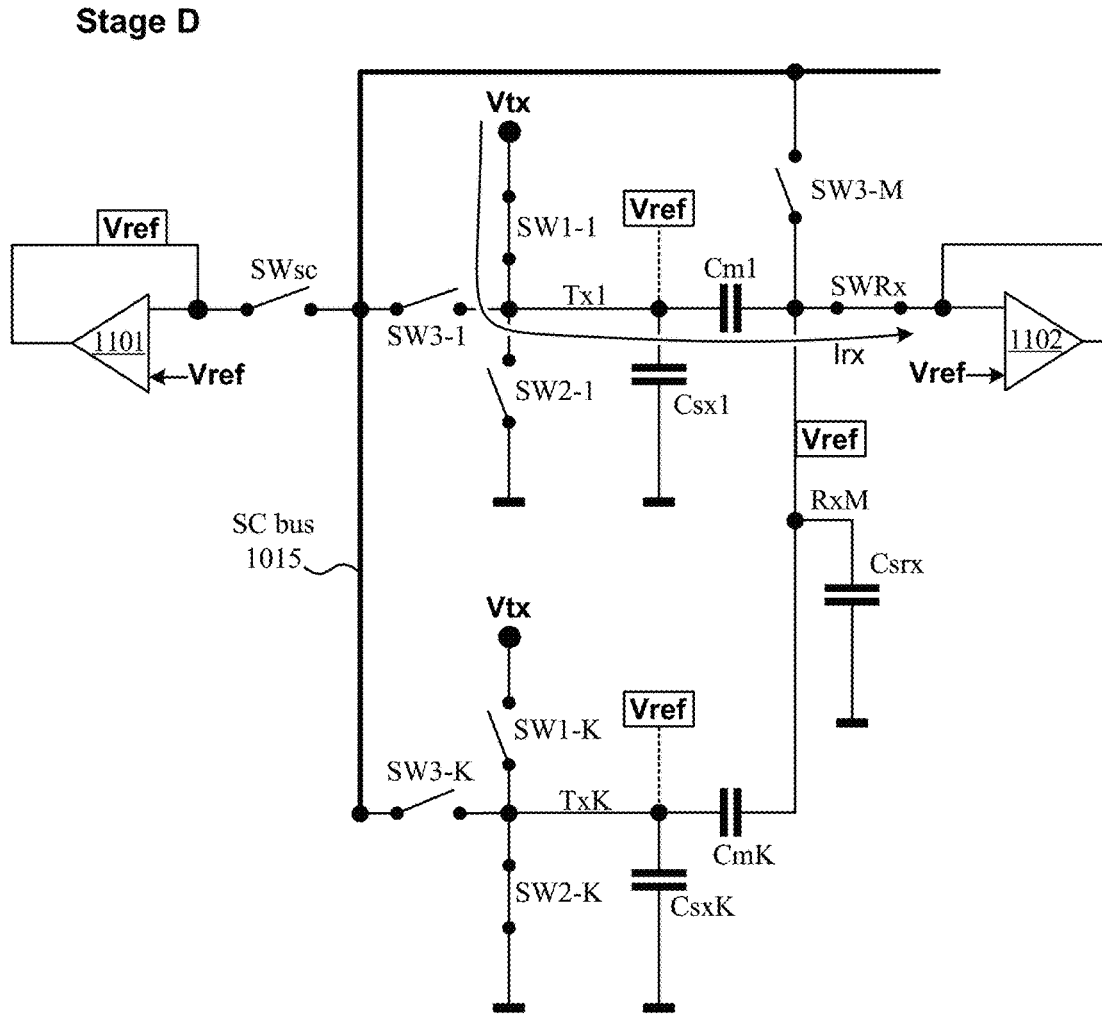 Stage D
Vtx
Vref
SWsc
SW1-1
Vref
SW3-M
Cm1
SWRx
Tx1
1101
SW3-1
1102
Irx
Vref
SW2-1
Csx1
Vref
Vref
RxM
SC bus
1015
Csrx
Vtx
SW1-K
Vref
SW3-K
TxK
CmK
SW2-K
CsxK